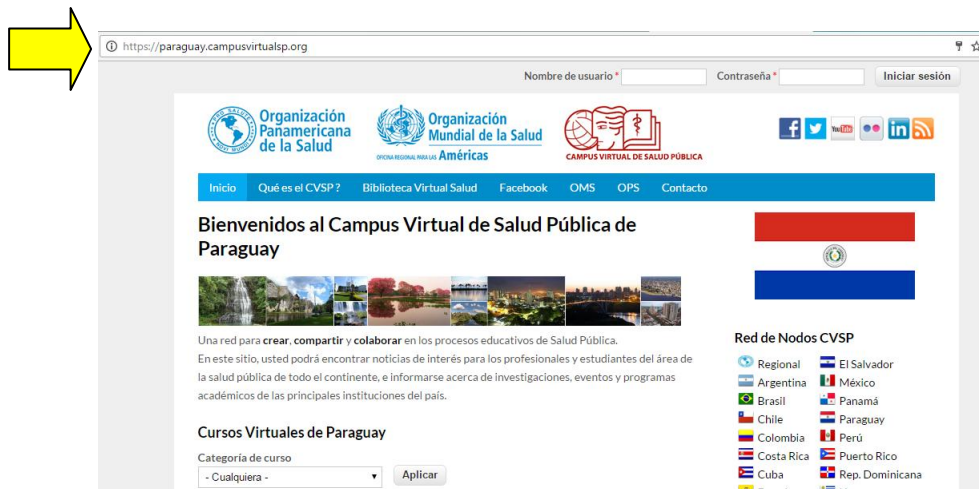 https://paraguay.campusvirtualsp.org
Nombre de usuario * Contraseña * Iniciar sesión
Organización
Panamericana
de la Salud
Organización
Mundial de la Salud
OFICINA REGIONAL PARA LAS Américas
CAMPUS VIRTUAL DE SALUD PÚBLICA
Inicio Qué es el CVSP ? Biblioteca Virtual Salud Facebook OMS OPS Contacto
Bienvenidos al Campus Virtual de Salud Pública de
Paraguay
Una red para crear, compartir y colaborar en los procesos educativos de Salud Pública.
En este sitio, usted podrá encontrar noticias de interés para los profesionales y estudiantes del área de
la salud pública de todo el continente, e informarse acerca de investigaciones, eventos y programas
académicos de las principales instituciones del país.
Cursos Virtuales de Paraguay
Categoría de curso
- Cualquiera - Aplicar
Red de Nodos CVSP
Regional El Salvador
Argentina México
Brasil Panamá
Chile Paraguay
Colombia Perú
Costa Rica Puerto Rico
Cuba Rep. Dominicana